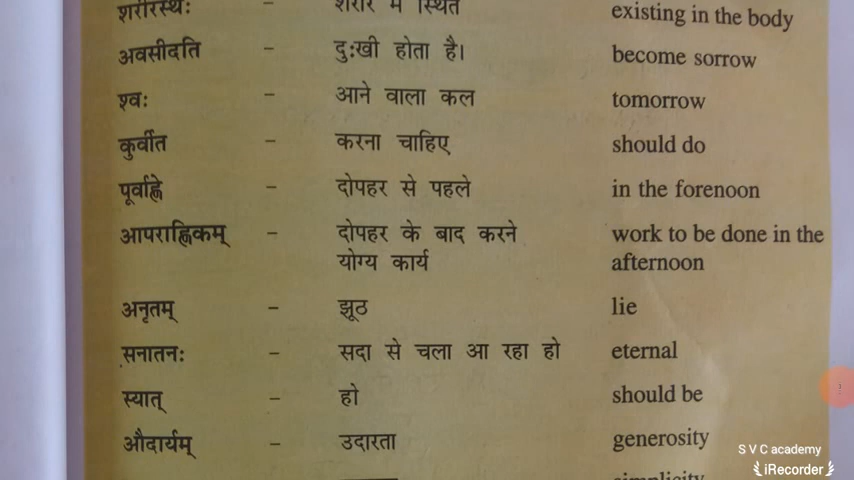 शरीरस्थः - शरीर में स्थित existing in the body
अवसीदति - दुःखी होता है। become sorrow
श्वः - आने वाला कल tomorrow
कुर्वीत - करना चाहिए should do
पूर्वाह्णे - दोपहर से पहले in the forenoon
आपराह्णिकम् - दोपहर के बाद करने work to be done in the
योग्य कार्य afternoon
अनृतम् - झूठ lie
सनातनः - सदा से चला आ रहा हो eternal
स्यात् - हो should be
औदार्यम् - उदारता generosity
simplicity
S V C academy
iRecorder